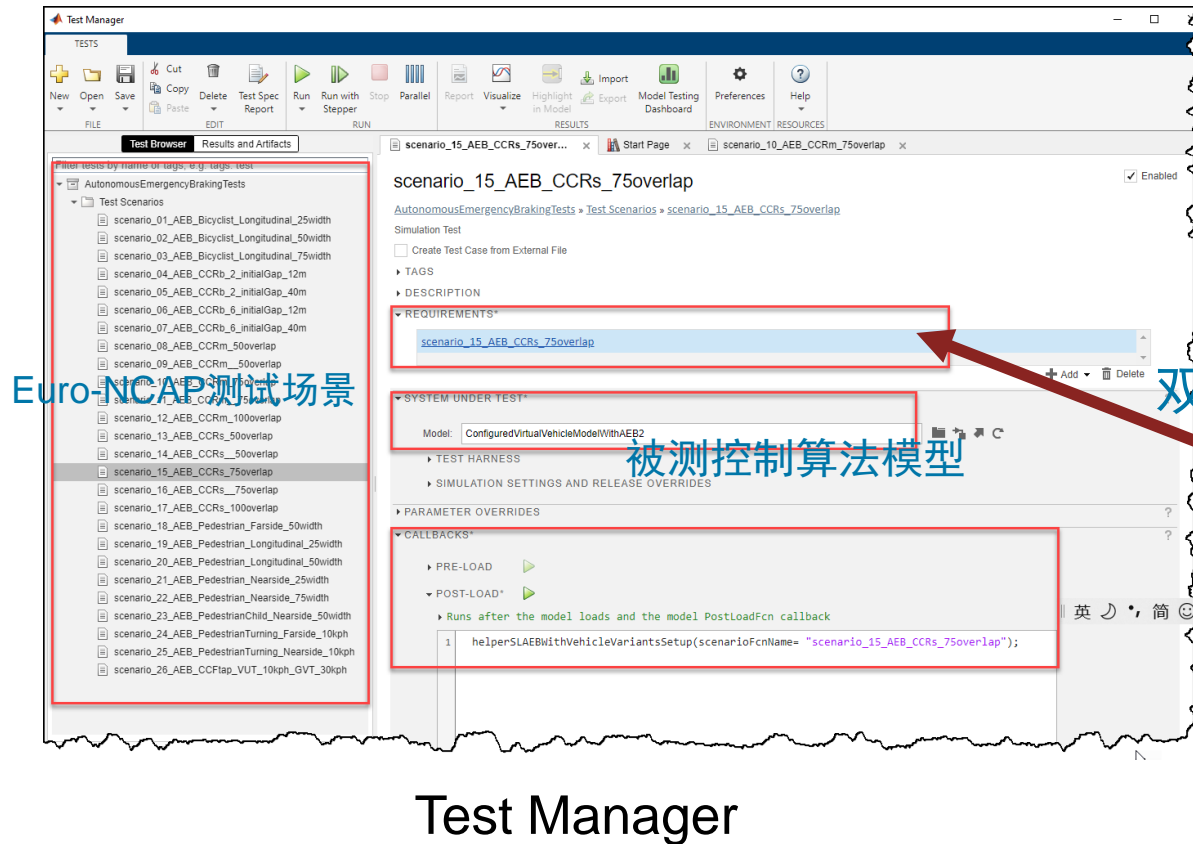 Test Manager
TESTS
New
Open
Save
Cut
Copy
Paste
Delete
Test Spec Report
Run
Run with Stepper
Stop
Parallel
Report
Visualize
Highlight in Model
Import
Export
Model Testing Dashboard
Preferences
Help
FILE
EDIT
RUN
RESULTS
ENVIRONMENT
RESOURCES
Test Browser
Results and Artifacts
scenario_15_AEB_CCRs_75over...
Start Page
scenario_10_AEB_CCRm_75overlap
Filter tests by name or tags, e.g. tags: test
AutonomousEmergencyBrakingTests
Test Scenarios
scenario_01_AEB_Bicyclist_Longitudinal_25width
scenario_02_AEB_Bicyclist_Longitudinal_50width
scenario_03_AEB_Bicyclist_Longitudinal_75width
scenario_04_AEB_CCRb_2_initialGap_12m
scenario_05_AEB_CCRb_2_initialGap_40m
scenario_06_AEB_CCRb_6_initialGap_12m
scenario_07_AEB_CCRb_6_initialGap_40m
scenario_08_AEB_CCRm_50overlap
scenario_09_AEB_CCRm__50overlap
Euro-NCAP测试场景
scenario_12_AEB_CCRm_100overlap
scenario_13_AEB_CCRs_50overlap
scenario_14_AEB_CCRs__50overlap
scenario_15_AEB_CCRs_75overlap
scenario_16_AEB_CCRs__75overlap
scenario_17_AEB_CCRs_100overlap
scenario_18_AEB_Pedestrian_Farside_50width
scenario_19_AEB_Pedestrian_Longitudinal_25width
scenario_20_AEB_Pedestrian_Longitudinal_50width
scenario_21_AEB_Pedestrian_Nearside_25width
scenario_22_AEB_Pedestrian_Nearside_75width
scenario_23_AEB_PedestrianChild_Nearside_50width
scenario_24_AEB_PedestrianTurning_Farside_10kph
scenario_25_AEB_PedestrianTurning_Nearside_10kph
scenario_26_AEB_CCFtap_VUT_10kph_GVT_30kph
scenario_15_AEB_CCRs_75overlap
Enabled
AutonomousEmergencyBrakingTests » Test Scenarios » scenario_15_AEB_CCRs_75overlap
Simulation Test
Create Test Case from External File
TAGS
DESCRIPTION
REQUIREMENTS*
scenario_15_AEB_CCRs_75overlap
Add
Delete
双
SYSTEM UNDER TEST*
Model: ConfiguredVirtualVehicleModelWithAEB2
被测控制算法模型
TEST HARNESS
SIMULATION SETTINGS AND RELEASE OVERRIDES
PARAMETER OVERRIDES
?
CALLBACKS*
?
PRE-LOAD
POST-LOAD*
Runs after the model loads and the model PostLoadFcn callback
1 helperSLAEBWithVehicleVariantsSetup(scenarioFcnName= "scenario_15_AEB_CCRs_75overlap");
英 简
Test Manager